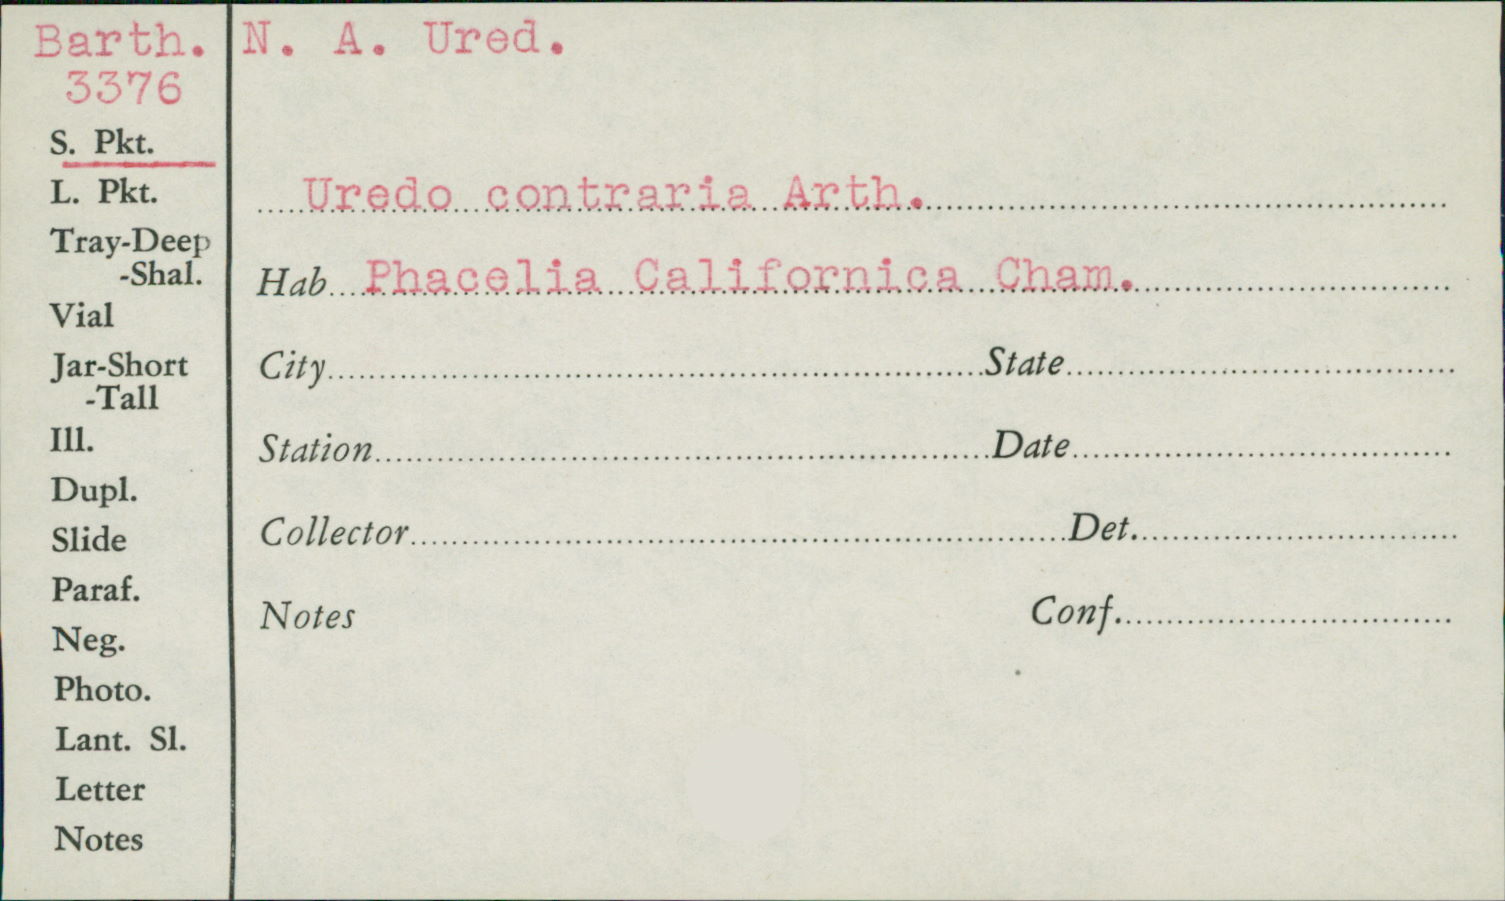 Barth. N. A. Ured.
3376
S. Pkt.
L. Pkt.
Tray-Deep
-Shal.
Vial
Jar-Short
-Tall
Ill.
Dupl.
Slide
Paraf.
Neg.
Photo.
Lant. Sl.
Letter
Notes
Uredo contraria Arth.
Hab Phacelia Californica Cham.
City State
Station Date
Collector Det.
Notes Conf.